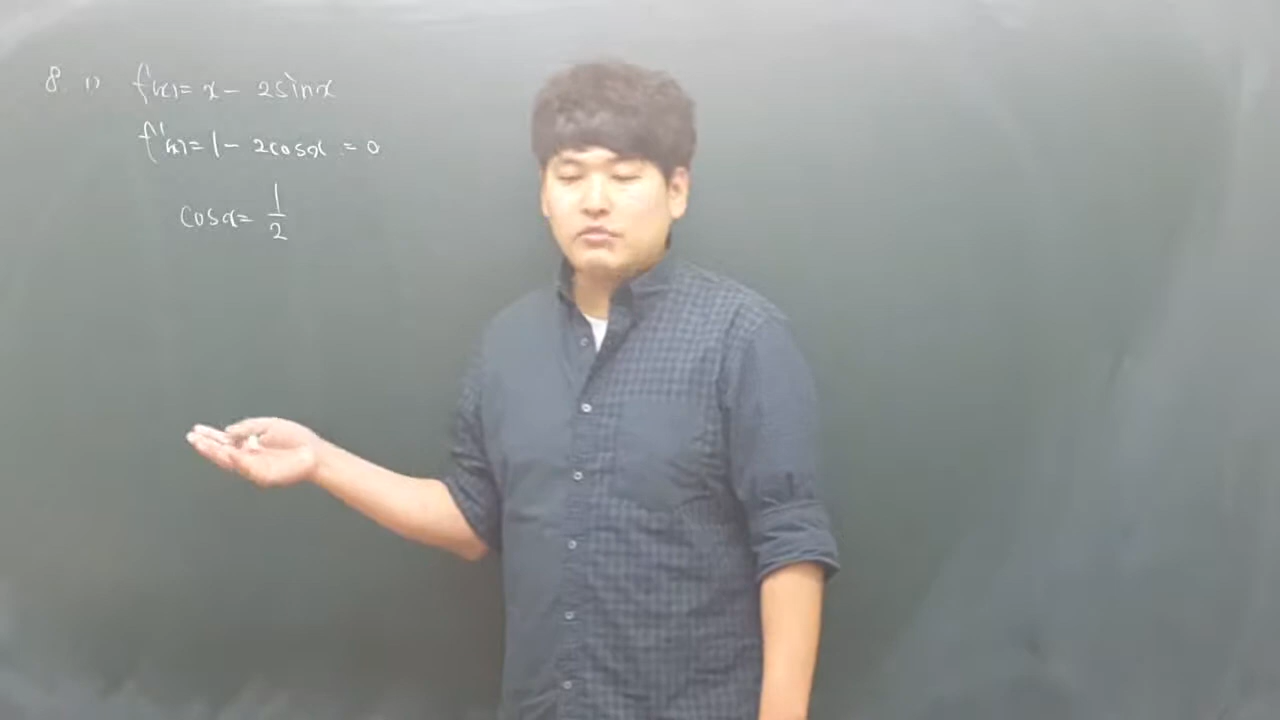 8 1) f(x)= x - 2sinx
f'(x)= 1 - 2cosx = 0
cosx= 1/2